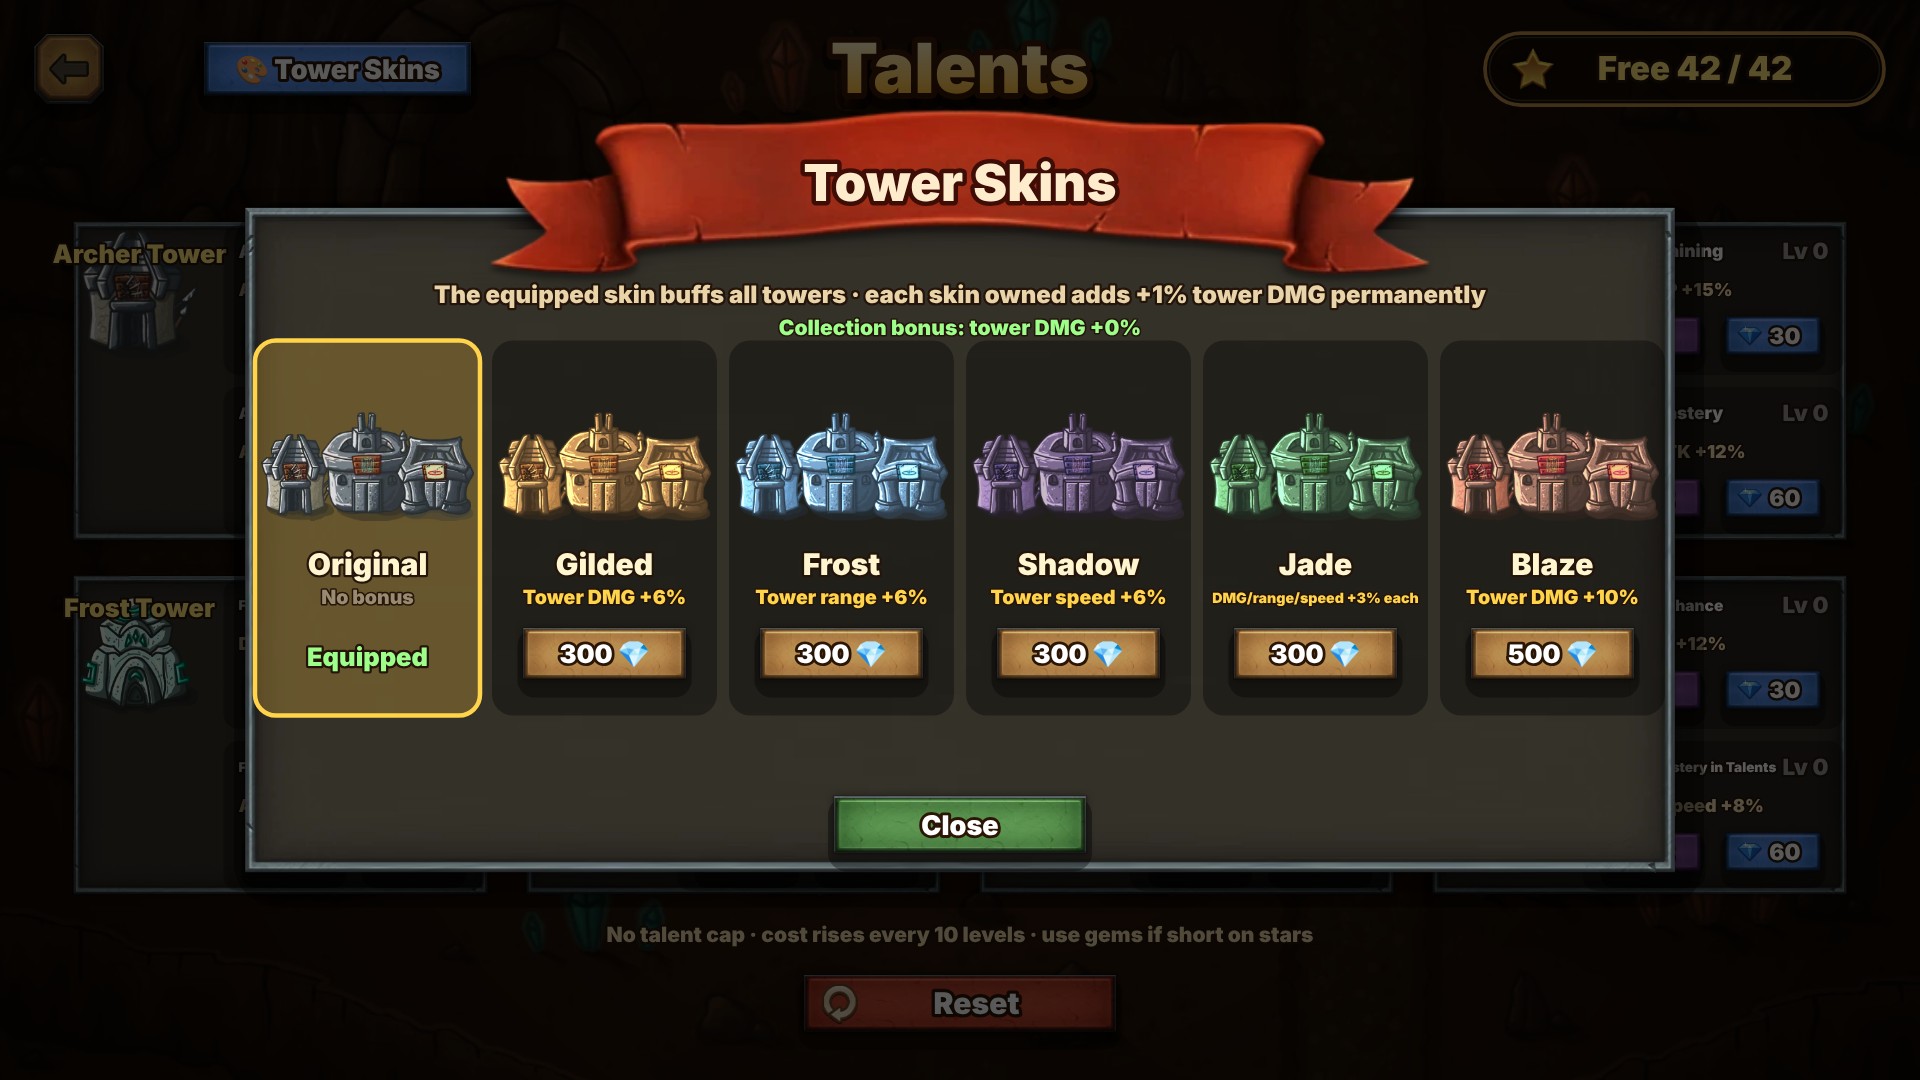 Tower Skins
Talents
Free 42 / 42
Tower Skins
Archer Tower
Lv 0
+15%
30
The equipped skin buffs all towers · each skin owned adds +1% tower DMG permanently
Collection bonus: tower DMG +0%
Original
No bonus
Equipped
Gilded
Tower DMG +6%
300
Frost
Tower range +6%
300
Shadow
Tower speed +6%
300
Jade
DMG/range/speed +3% each
300
Blaze
Tower DMG +10%
500
Lv 0
+12%
60
Frost Tower
Lv 0
+12%
30
in Talents Lv 0
+8%
60
Close
No talent cap · cost rises every 10 levels · use gems if short on stars
Reset